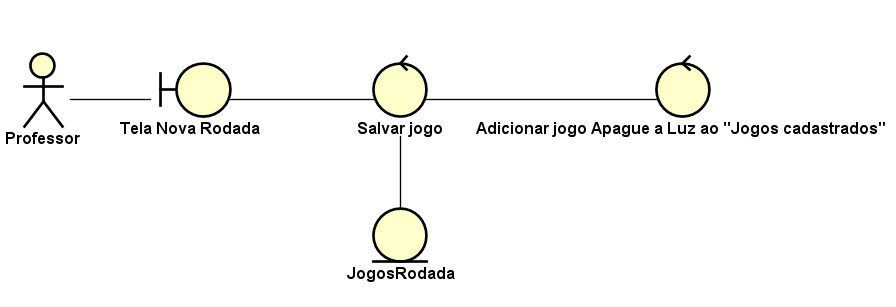 Professor
Tela Nova Rodada
Salvar jogo
Adicionar jogo Apague a Luz ao "Jogos cadastrados"
JogosRodada